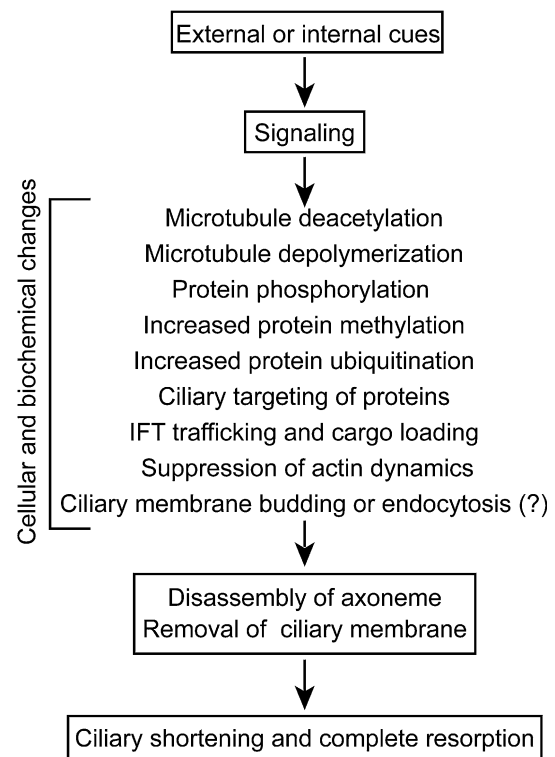 External or internal cues
Signaling
Cellular and biochemical changes
Microtubule deacetylation
Microtubule depolymerization
Protein phosphorylation
Increased protein methylation
Increased protein ubiquitination
Ciliary targeting of proteins
IFT trafficking and cargo loading
Suppression of actin dynamics
Ciliary membrane budding or endocytosis (?)
Disassembly of axoneme
Removal of ciliary membrane
Ciliary shortening and complete resorption